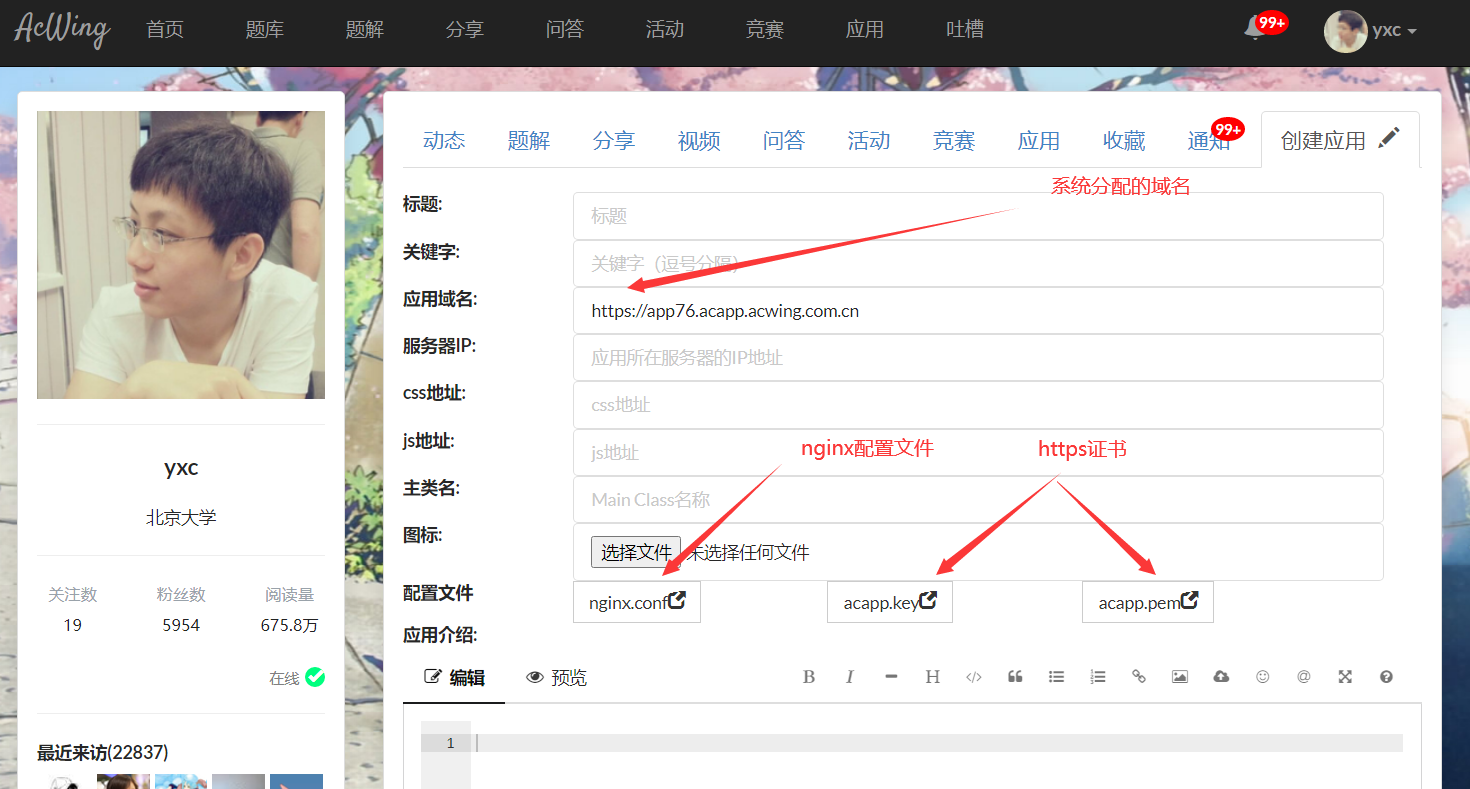 AcWing 首页 题库 题解 分享 问答 活动 竞赛 应用 吐槽 99+ yxc
动态 题解 分享 视频 问答 活动 竞赛 应用 收藏 通知 99+ 创建应用
系统分配的域名
标题: 标题
关键字: 关键字（逗号分隔）
应用域名: https://app76.acapp.acwing.com.cn
服务器IP: 应用所在服务器的IP地址
css地址: css地址
js地址: js地址
nginx配置文件 https证书
主类名: Main Class名称
图标: 选择文件 未选择任何文件
配置文件 nginx.conf acapp.key acapp.pem
应用介绍:
编辑 预览 B I H </> @
1
yxc
北京大学
关注数 粉丝数 阅读量
19 5954 675.8万
在线
最近来访(22837)